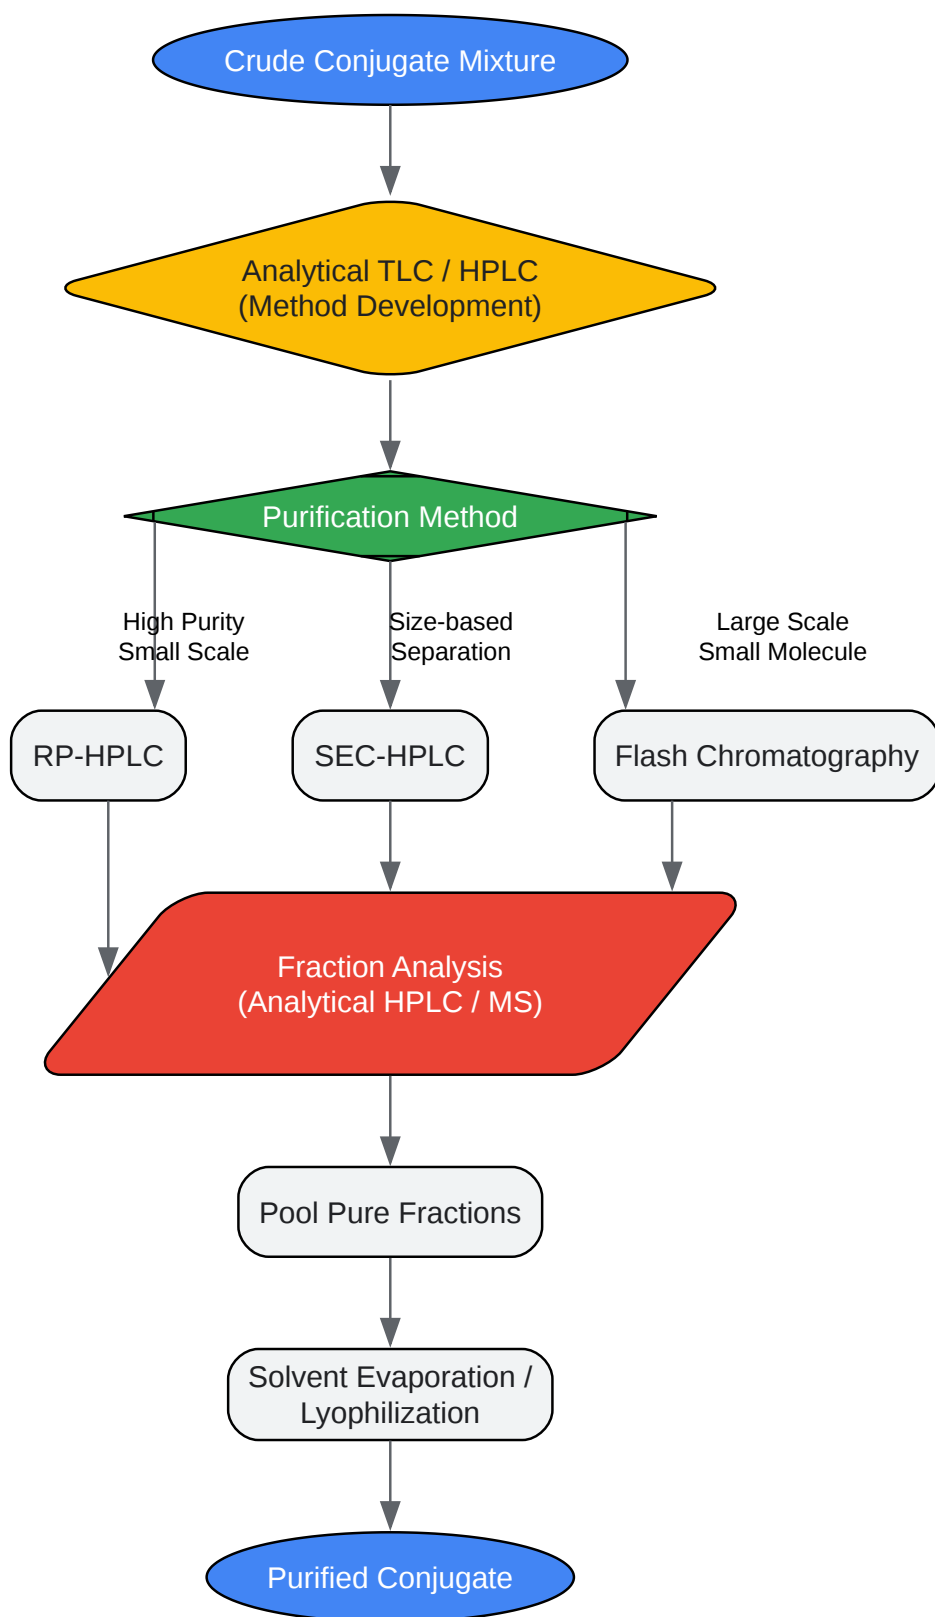 Crude Conjugate Mixture
Analytical TLC / HPLC
(Method Development)
Purification Method
High Purity
Small Scale
Size-based
Separation
Large Scale
Small Molecule
RP-HPLC
SEC-HPLC
Flash Chromatography
Fraction Analysis
(Analytical HPLC / MS)
Pool Pure Fractions
Solvent Evaporation /
Lyophilization
Purified Conjugate